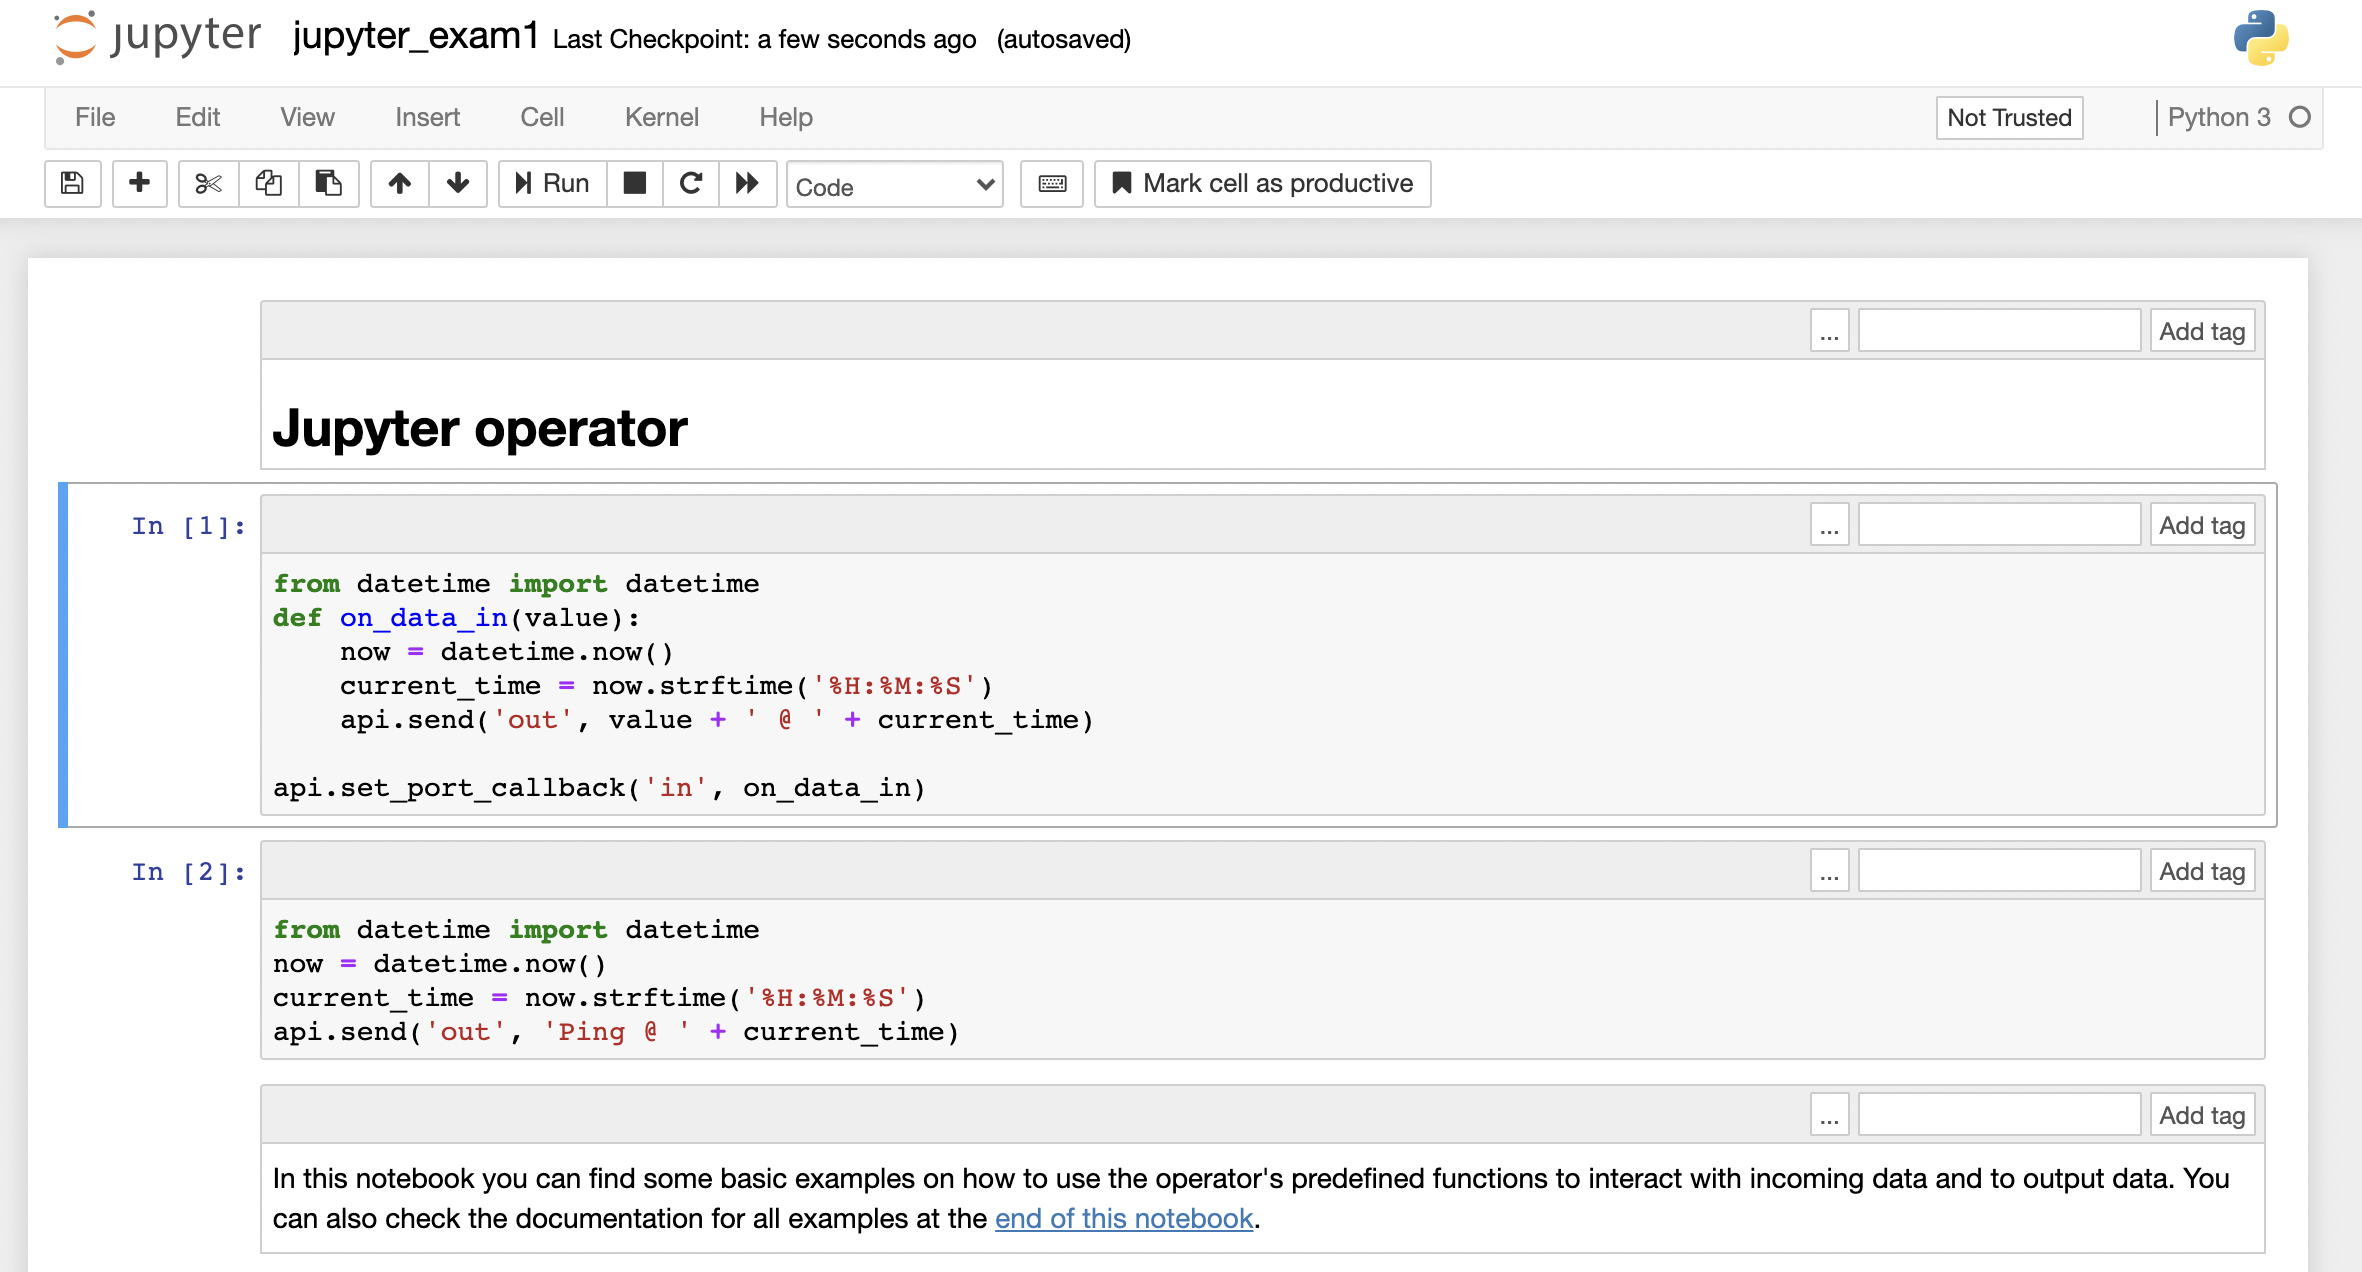 jupyter jupyter_exam1 Last Checkpoint: a few seconds ago (autosaved)
File Edit View Insert Cell Kernel Help Not Trusted Python 3
Run Code Mark cell as productive
... Add tag
Jupyter operator
In [1]: ... Add tag
from datetime import datetime
def on_data_in(value):
    now = datetime.now()
    current_time = now.strftime('%H:%M:%S')
    api.send('out', value + ' @ ' + current_time)
api.set_port_callback('in', on_data_in)
In [2]: ... Add tag
from datetime import datetime
now = datetime.now()
current_time = now.strftime('%H:%M:%S')
api.send('out', 'Ping @ ' + current_time)
... Add tag
In this notebook you can find some basic examples on how to use the operator's predefined functions to interact with incoming data and to output data. You
can also check the documentation for all examples at the end of this notebook.